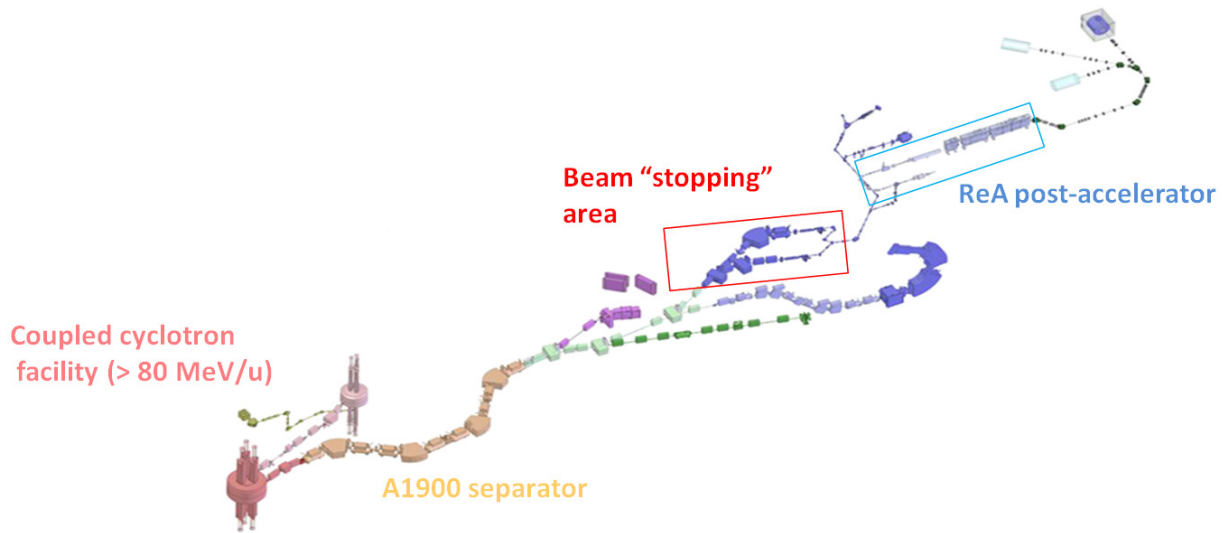 Beam “stopping”
area
ReA post-accelerator
Coupled cyclotron
facility (> 80 MeV/u)
A1900 separator